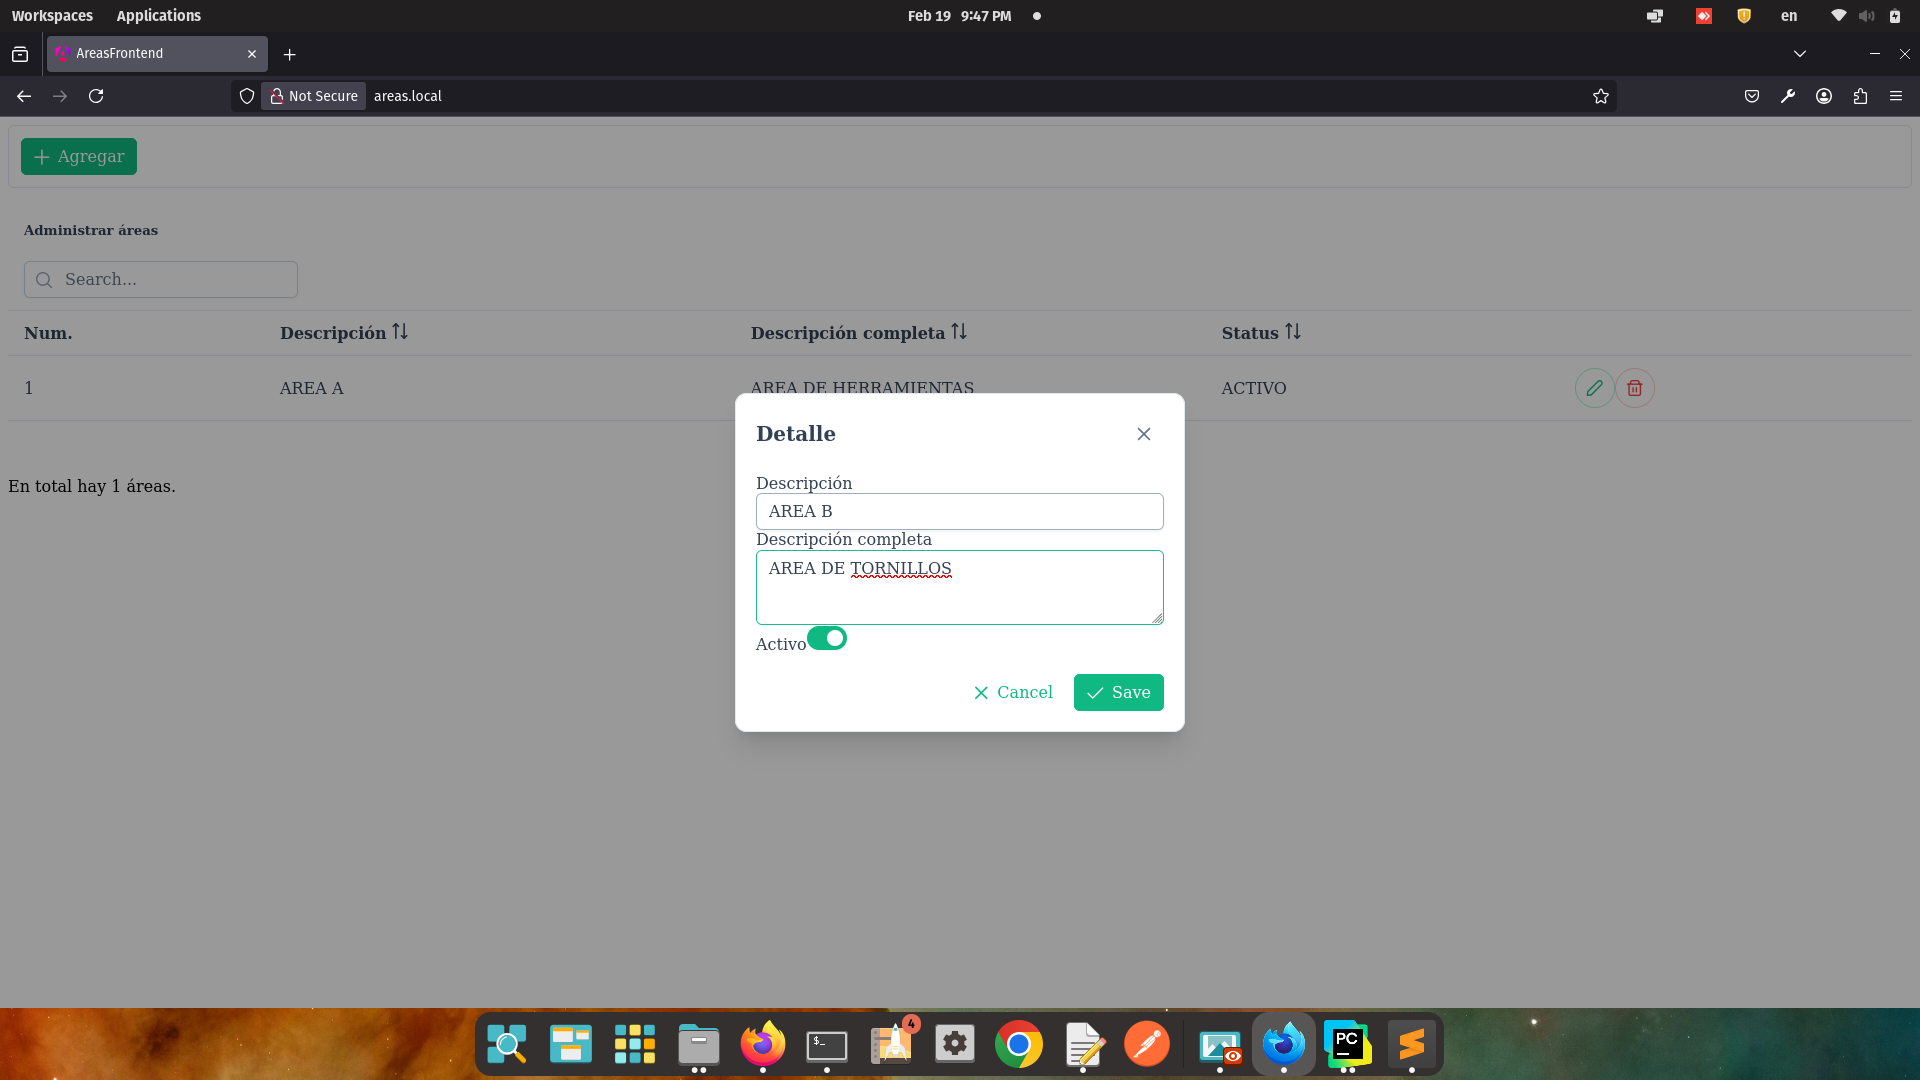 Workspaces Applications Feb 19 9:47 PM en
AreasFrontend
Not Secure areas.local
Agregar
Administrar áreas
Search...
Num. Descripción Descripción completa Status
1 AREA A AREA DE HERRAMIENTAS ACTIVO
En total hay 1 áreas.
Detalle
Descripción
AREA B
Descripción completa
AREA DE TORNILLOS
Activo
Cancel Save
4
$_
PC